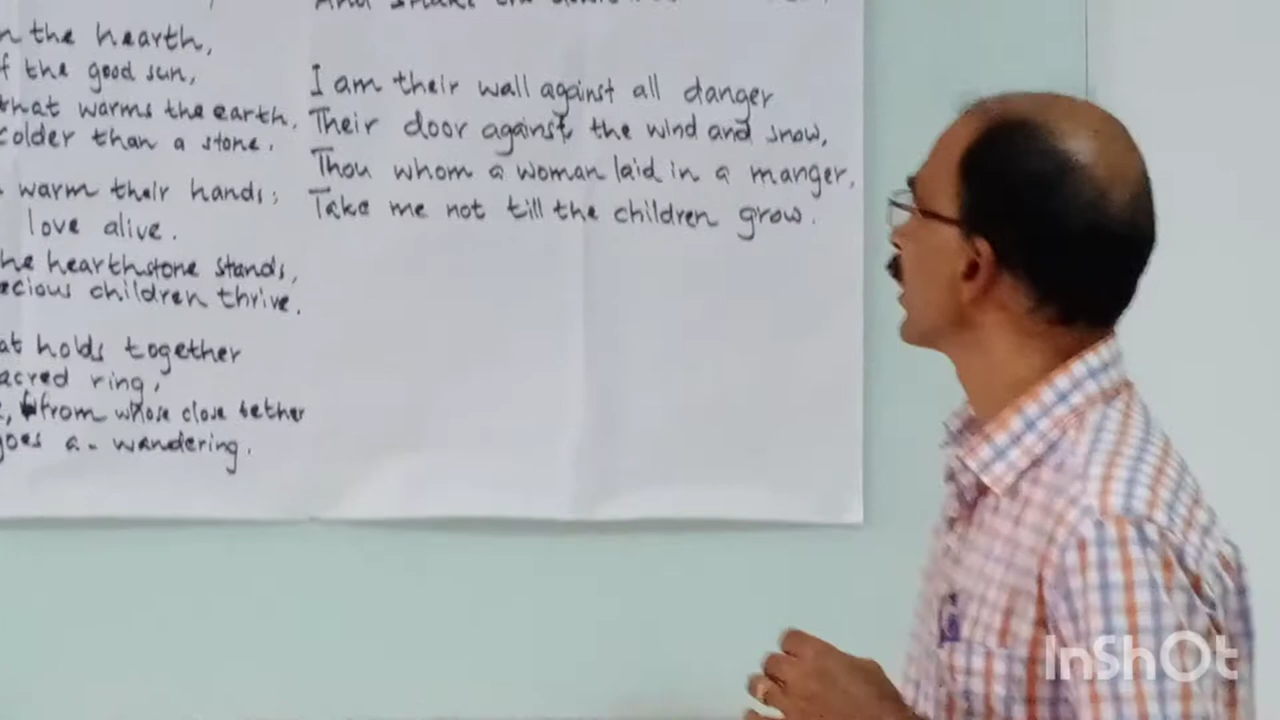 n the hearth,
f the good sun,
that warms the earth,
colder than a stone.
warm their hands;
love alive.
he hearthstone stands,
ecious children thrive.
at holds together
acred ring,
from whose close tether
goes a- wandering.
I am their wall against all danger
Their door against the wind and snow,
Thou whom a woman laid in a manger,
Take me not till the children grow.
InShOt